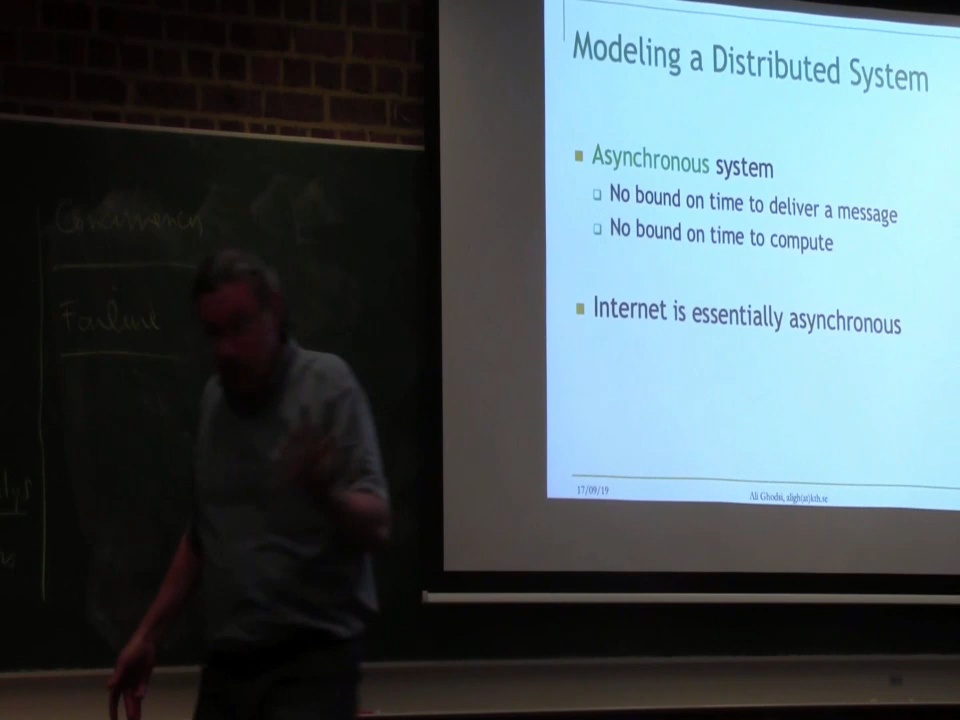 Concurrency
Failure
Modeling a Distributed System
Asynchronous system
No bound on time to deliver a message
No bound on time to compute
Internet is essentially asynchronous
17/09/19
Ali Ghodsi, aligh(at)kth.se